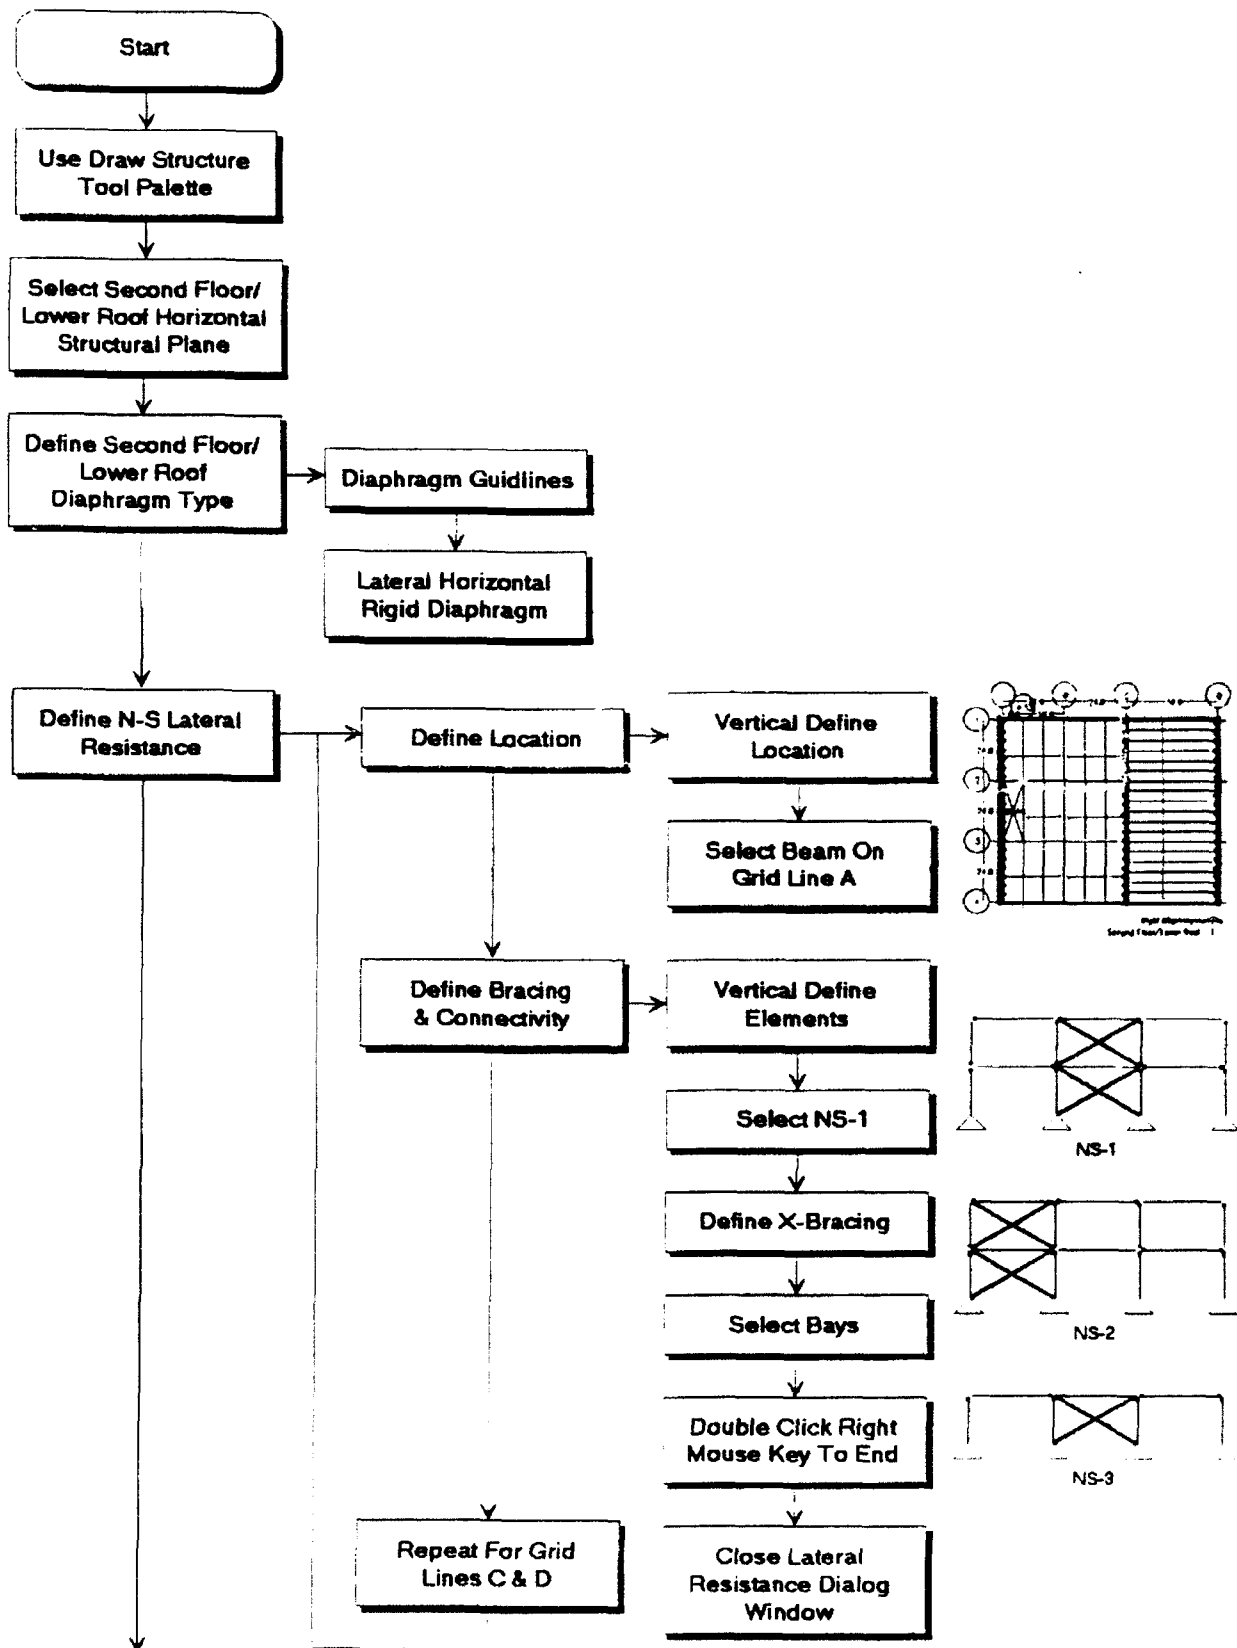 Start
Use Draw Structure
Tool Palette
Select Second Floor/
Lower Roof Horizontal
Structural Plane
Define Second Floor/
Lower Roof
Diaphragm Type
Diaphragm Guidlines
Lateral Horizontal
Rigid Diaphragm
Define N-S Lateral
Resistance
Define Location
Vertical Define
Location
Select Beam On
Grid Line A
Define Bracing
& Connectivity
Vertical Define
Elements
Select NS-1
NS-1
Define X-Bracing
Select Bays
NS-2
Double Click Right
Mouse Key To End
NS-3
Repeat For Grid
Lines C & D
Close Lateral
Resistance Dialog
Window